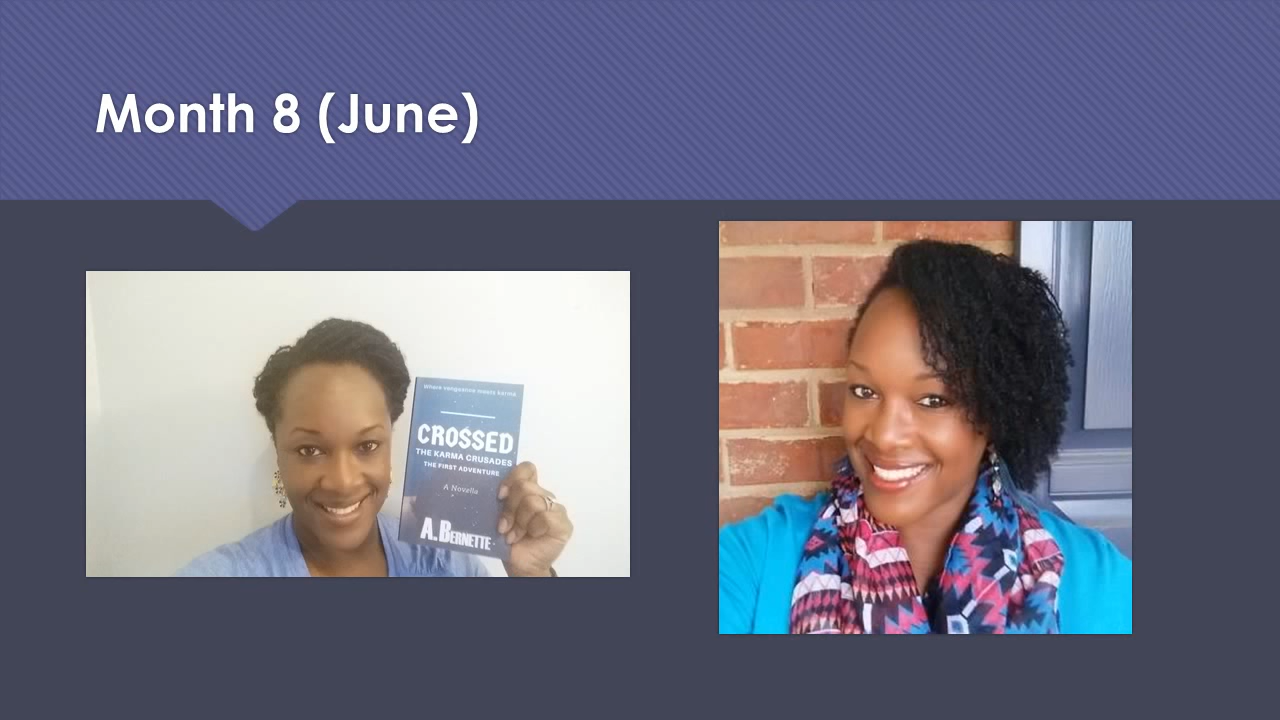 Month 8 (June)
Where vengeance meets karma
CROSSED
THE KARMA CRUSADES
THE FIRST ADVENTURE
A Novella
A. BERNETTE